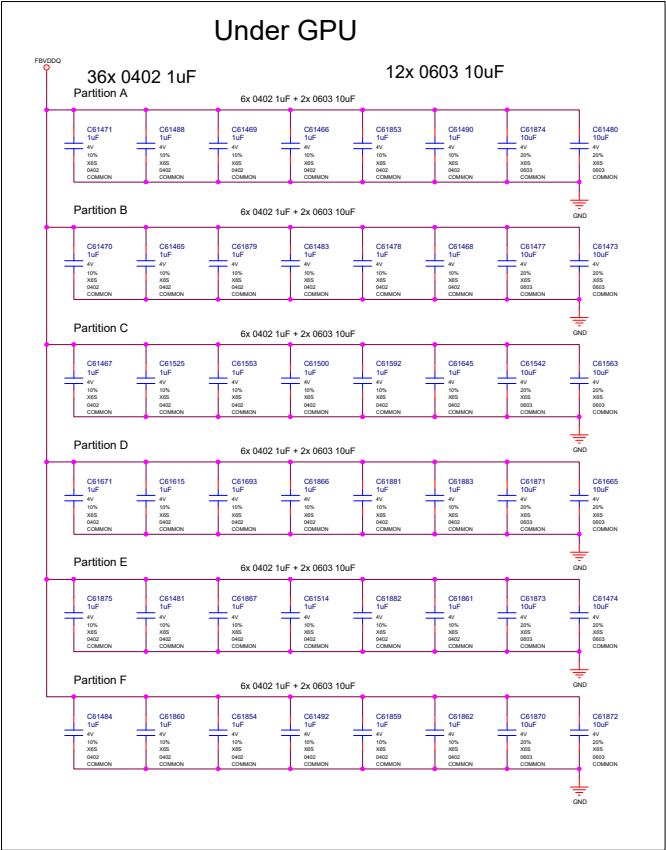 Under GPU
FBVDDQ
36x 0402 1uF
12x 0603 10uF
Partition A
6x 0402 1uF + 2x 0603 10uF
C61471 C61488 C61469 C61466 C61853 C61490 C61874 C61480
1uF 1uF 1uF 1uF 1uF 1uF 10uF 10uF
4V 4V 4V 4V 4V 4V 4V 4V
10% 10% 10% 10% 10% 10% 20% 20%
X6S X6S X6S X6S X6S X6S X6S X6S
0402 0402 0402 0402 0402 0402 0603 0603
COMMON COMMON COMMON COMMON COMMON COMMON COMMON COMMON
GND
Partition B
6x 0402 1uF + 2x 0603 10uF
C61470 C61465 C61879 C61483 C61478 C61468 C61477 C61473
1uF 1uF 1uF 1uF 1uF 1uF 10uF 10uF
4V 4V 4V 4V 4V 4V 4V 4V
10% 10% 10% 10% 10% 10% 20% 20%
X6S X6S X6S X6S X6S X6S X6S X6S
0402 0402 0402 0402 0402 0402 0603 0603
COMMON COMMON COMMON COMMON COMMON COMMON COMMON COMMON
GND
Partition C
6x 0402 1uF + 2x 0603 10uF
C61467 C61525 C61553 C61500 C61592 C61645 C61542 C61563
1uF 1uF 1uF 1uF 1uF 1uF 10uF 10uF
4V 4V 4V 4V 4V 4V 4V 4V
10% 10% 10% 10% 10% 10% 20% 20%
X6S X6S X6S X6S X6S X6S X6S X6S
0402 0402 0402 0402 0402 0402 0603 0603
COMMON COMMON COMMON COMMON COMMON COMMON COMMON COMMON
GND
Partition D
6x 0402 1uF + 2x 0603 10uF
C61671 C61615 C61693 C61866 C61881 C61883 C61871 C61665
1uF 1uF 1uF 1uF 1uF 1uF 10uF 10uF
4V 4V 4V 4V 4V 4V 4V 4V
10% 10% 10% 10% 10% 10% 20% 20%
X6S X6S X6S X6S X6S X6S X6S X6S
0402 0402 0402 0402 0402 0402 0603 0603
COMMON COMMON COMMON COMMON COMMON COMMON COMMON COMMON
GND
Partition E
6x 0402 1uF + 2x 0603 10uF
C61875 C61481 C61867 C61514 C61882 C61861 C61873 C61474
1uF 1uF 1uF 1uF 1uF 1uF 10uF 10uF
4V 4V 4V 4V 4V 4V 4V 4V
10% 10% 10% 10% 10% 10% 20% 20%
X6S X6S X6S X6S X6S X6S X6S X6S
0402 0402 0402 0402 0402 0402 0603 0603
COMMON COMMON COMMON COMMON COMMON COMMON COMMON COMMON
GND
Partition F
6x 0402 1uF + 2x 0603 10uF
C61484 C61860 C61854 C61492 C61859 C61862 C61870 C61872
1uF 1uF 1uF 1uF 1uF 1uF 10uF 10uF
4V 4V 4V 4V 4V 4V 4V 4V
10% 10% 10% 10% 10% 10% 20% 20%
X6S X6S X6S X6S X6S X6S X6S X6S
0402 0402 0402 0402 0402 0402 0603 0603
COMMON COMMON COMMON COMMON COMMON COMMON COMMON COMMON
GND